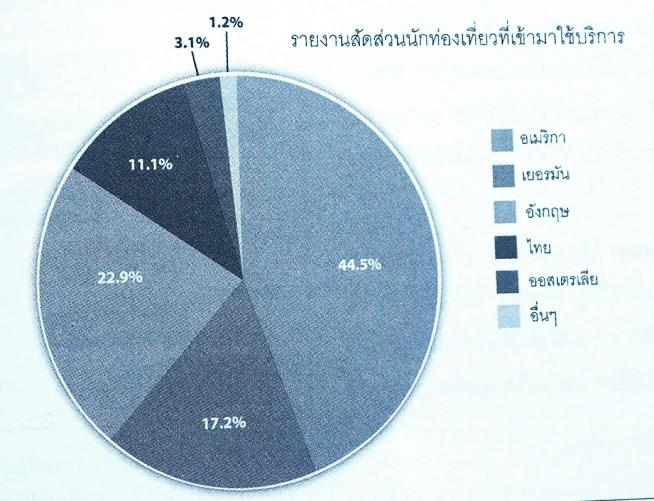 รายงานสัดส่วนนักท่องเที่ยวที่เข้ามาใช้บริการ
1.2%
3.1%
11.1%
22.9%
44.5%
17.2%
อเมริกา
เยอรมัน
อังกฤษ
ไทย
ออสเตรเลีย
อื่นๆ